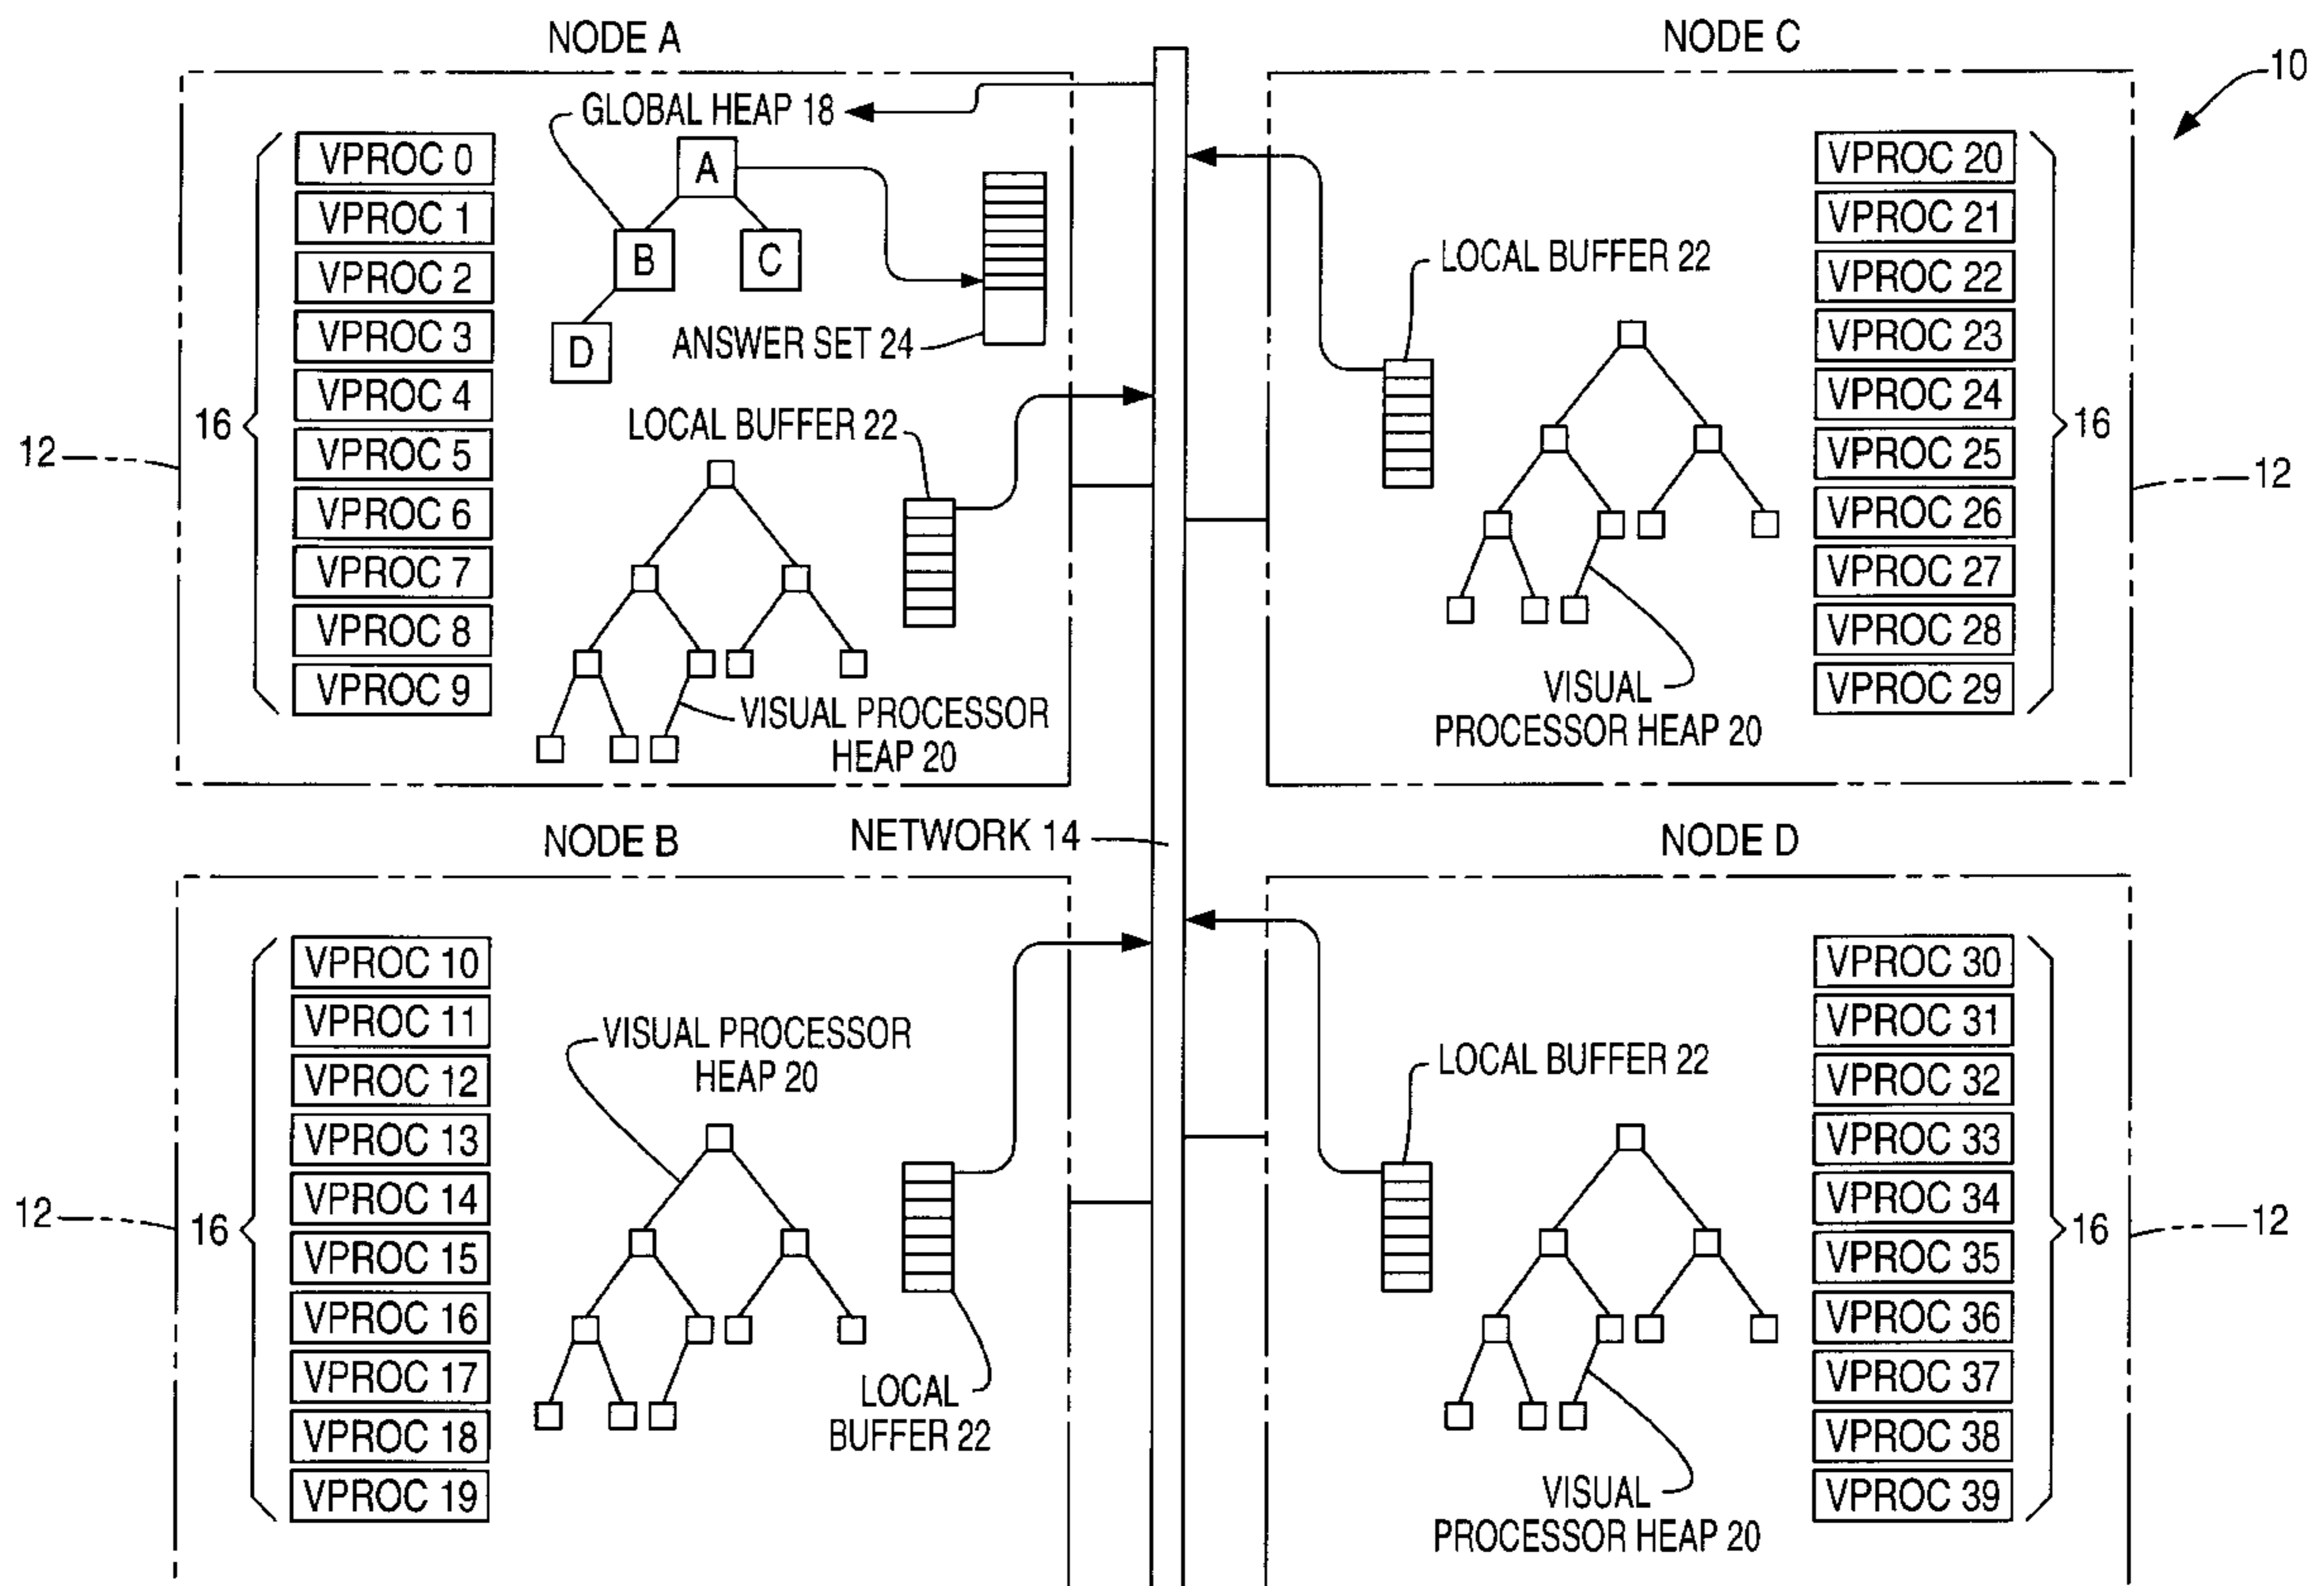 NODE A
NODE C
10
GLOBAL HEAP 18
VPROC 0
VPROC 1
VPROC 2
VPROC 3
VPROC 4
VPROC 5
VPROC 6
VPROC 7
VPROC 8
VPROC 9
16
12
A
B
C
D
ANSWER SET 24
LOCAL BUFFER 22
VISUAL PROCESSOR
HEAP 20
LOCAL BUFFER 22
VISUAL
PROCESSOR HEAP 20
VPROC 20
VPROC 21
VPROC 22
VPROC 23
VPROC 24
VPROC 25
VPROC 26
VPROC 27
VPROC 28
VPROC 29
16
12
NODE B
NETWORK 14
NODE D
VPROC 10
VPROC 11
VPROC 12
VPROC 13
VPROC 14
VPROC 15
VPROC 16
VPROC 17
VPROC 18
VPROC 19
16
12
VISUAL PROCESSOR
HEAP 20
LOCAL
BUFFER 22
LOCAL BUFFER 22
VISUAL
PROCESSOR HEAP 20
VPROC 30
VPROC 31
VPROC 32
VPROC 33
VPROC 34
VPROC 35
VPROC 36
VPROC 37
VPROC 38
VPROC 39
16
12